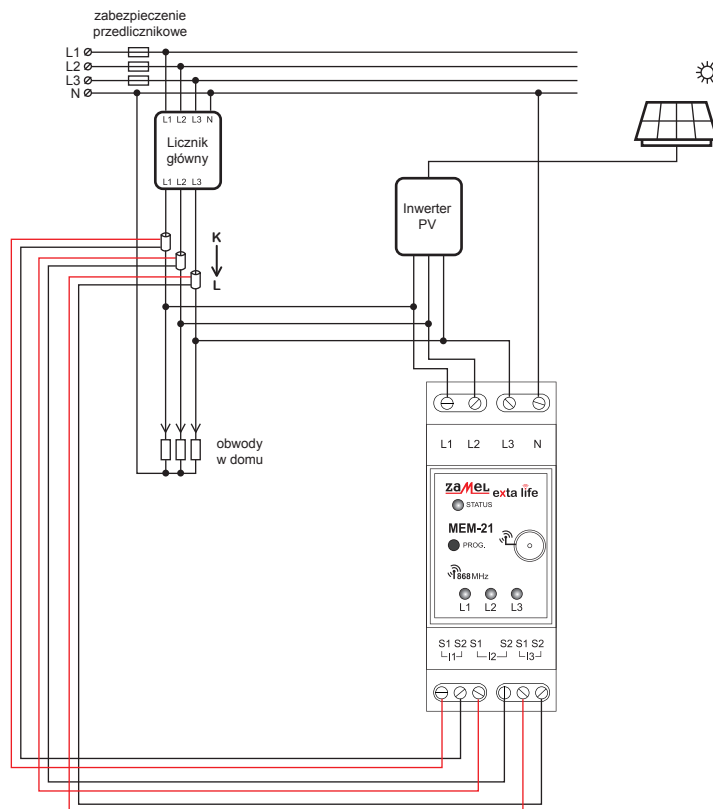 zabezpieczenie
przedlicznikowe
L1
L2
L3
N
L1 L2 L3 N
Licznik
główny
L1 L2 L3
Inwerter
PV
K
L
obwody
w domu
L1 L2 L3 N
ZAMEL exta life
STATUS
MEM-21
PROG.
868 MHz
L1 L2 L3
S1 S2 S1 S2 S1 S2
I1 I2 I3